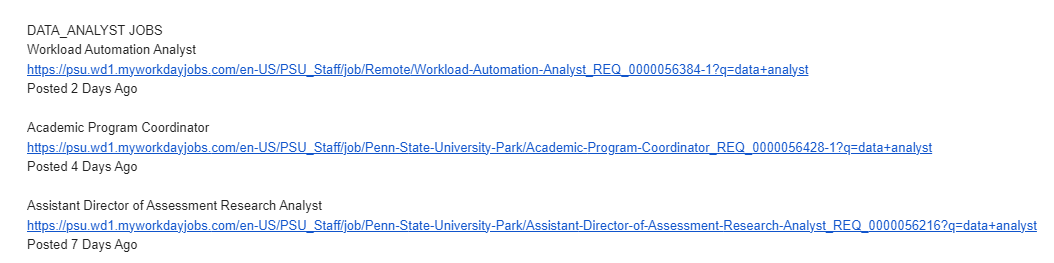 DATA_ANALYST JOBS
Workload Automation Analyst
https://psu.wd1.myworkdayjobs.com/en-US/PSU_Staff/job/Remote/Workload-Automation-Analyst_REQ_0000056384-1?q=data+analyst
Posted 2 Days Ago
Academic Program Coordinator
https://psu.wd1.myworkdayjobs.com/en-US/PSU_Staff/job/Penn-State-University-Park/Academic-Program-Coordinator_REQ_0000056428-1?q=data+analyst
Posted 4 Days Ago
Assistant Director of Assessment Research Analyst
https://psu.wd1.myworkdayjobs.com/en-US/PSU_Staff/job/Penn-State-University-Park/Assistant-Director-of-Assessment-Research-Analyst_REQ_0000056216?q=data+analyst
Posted 7 Days Ago